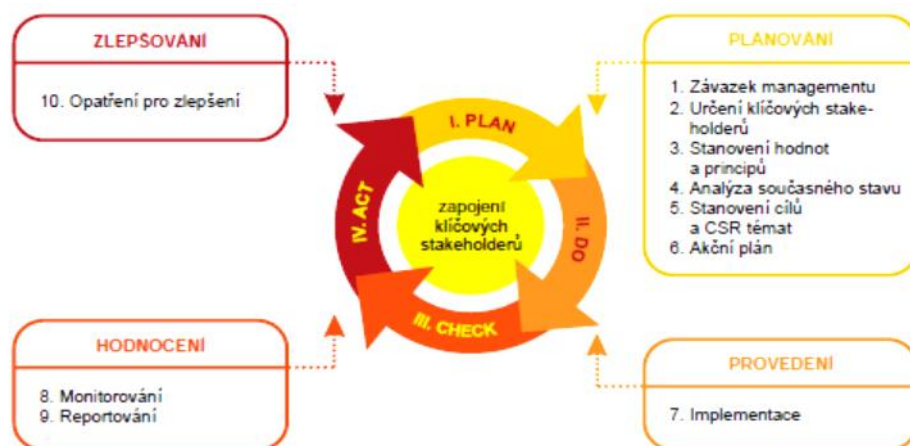 ZLEPŠOVÁNÍ
10. Opatření pro zlepšení
PLÁNOVÁNÍ
1. Závazek managementu
2. Určení klíčových stake-
holderů
3. Stanovení hodnot
a principů
4. Analýza současného stavu
5. Stanovení cílů
a CSR témat
6. Akční plán
I. PLAN
II. DO
III. CHECK
IV. ACT
zapojení
klíčových
stakeholderů
HODNOCENÍ
8. Monitorování
9. Reportování
PROVEDENÍ
7. Implementace